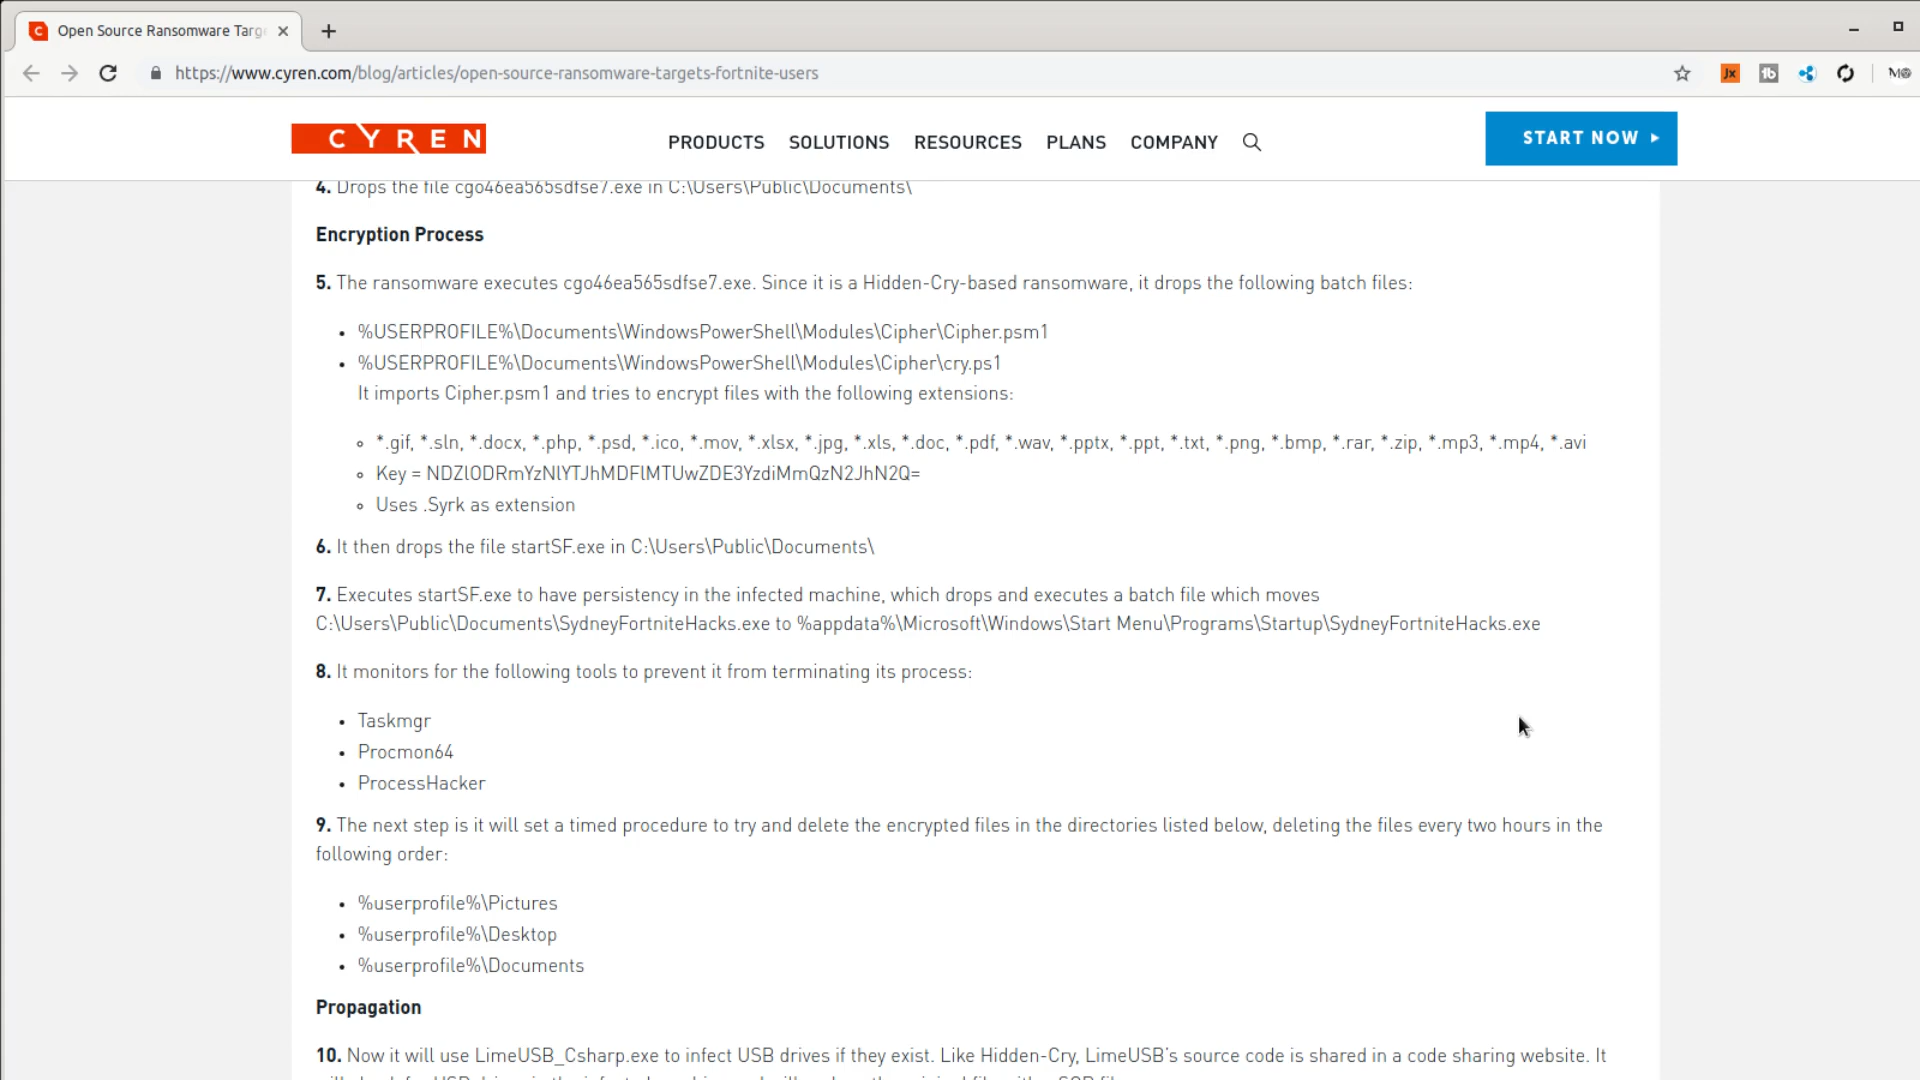 Open Source Ransomware Targ
https://www.cyren.com/blog/articles/open-source-ransomware-targets-fortnite-users
Jx
1b
CYREN
PRODUCTS SOLUTIONS RESOURCES PLANS COMPANY
START NOW
4. Drops the file cgo46ea565sdfse7.exe in C:\Users\Public\Documents\
Encryption Process
5. The ransomware executes cgo46ea565sdfse7.exe. Since it is a Hidden-Cry-based ransomware, it drops the following batch files:
• %USERPROFILE%\Documents\WindowsPowerShell\Modules\Cipher\Cipher.psm1
• %USERPROFILE%\Documents\WindowsPowerShell\Modules\Cipher\cry.ps1
It imports Cipher.psm1 and tries to encrypt files with the following extensions:
◦ *.gif, *.sln, *.docx, *.php, *.psd, *.ico, *.mov, *.xlsx, *.jpg, *.xls, *.doc, *.pdf, *.wav, *.pptx, *.ppt, *.txt, *.png, *.bmp, *.rar, *.zip, *.mp3, *.mp4, *.avi
◦ Key = NDZlODRmYzNlYTJhMDFlMTUwZDE3YzdiMmQzN2JhN2Q=
◦ Uses .Syrk as extension
6. It then drops the file startSF.exe in C:\Users\Public\Documents\
7. Executes startSF.exe to have persistency in the infected machine, which drops and executes a batch file which moves
C:\Users\Public\Documents\SydneyFortniteHacks.exe to %appdata%\Microsoft\Windows\Start Menu\Programs\Startup\SydneyFortniteHacks.exe
8. It monitors for the following tools to prevent it from terminating its process:
• Taskmgr
• Procmon64
• ProcessHacker
9. The next step is it will set a timed procedure to try and delete the encrypted files in the directories listed below, deleting the files every two hours in the
following order:
• %userprofile%\Pictures
• %userprofile%\Desktop
• %userprofile%\Documents
Propagation
10. Now it will use LimeUSB_Csharp.exe to infect USB drives if they exist. Like Hidden-Cry, LimeUSB's source code is shared in a code sharing website. It